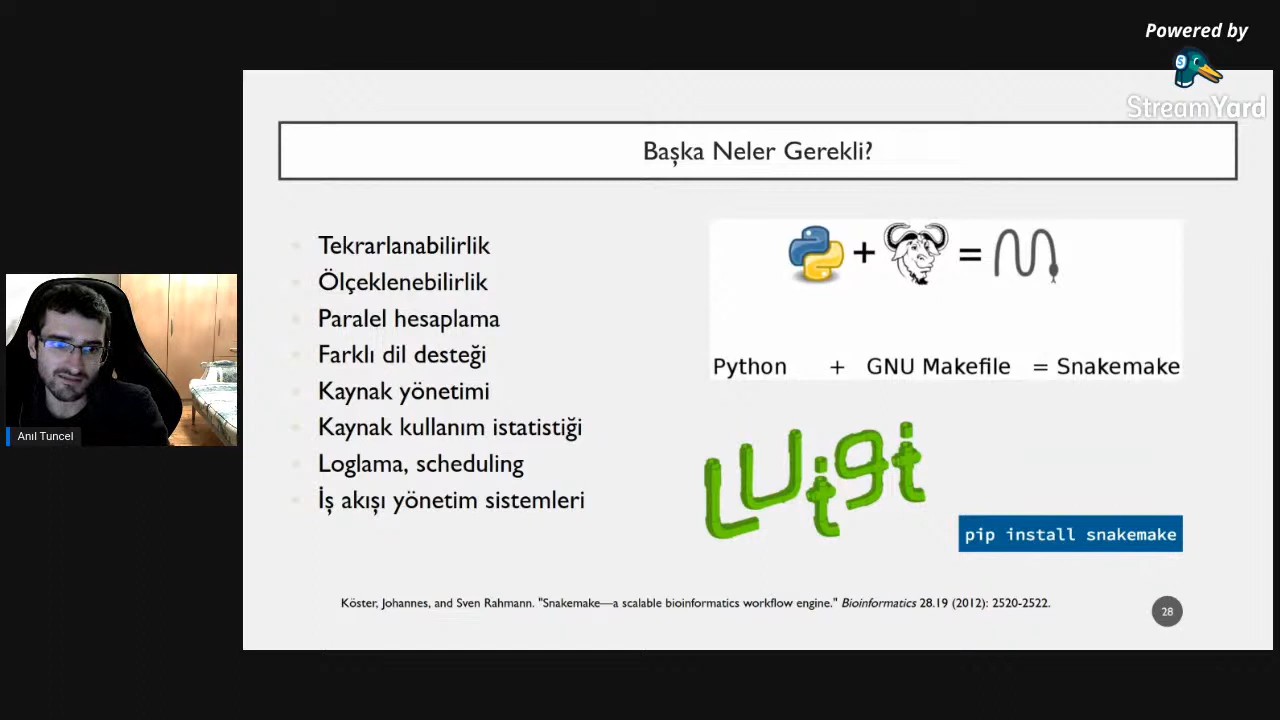 Powered by
StreamYard
Başka Neler Gerekli?
Tekrarlanabilirlik
Ölçeklenebilirlik
Paralel hesaplama
Farklı dil desteği
Kaynak yönetimi
Kaynak kullanım istatistiği
Loglama, scheduling
İş akışı yönetim sistemleri
+ =
Python + GNU Makefile = Snakemake
Luigi
pip install snakemake
Köster, Johannes, and Sven Rahmann. "Snakemake—a scalable bioinformatics workflow engine." Bioinformatics 28.19 (2012): 2520-2522.
28
Anıl Tuncel